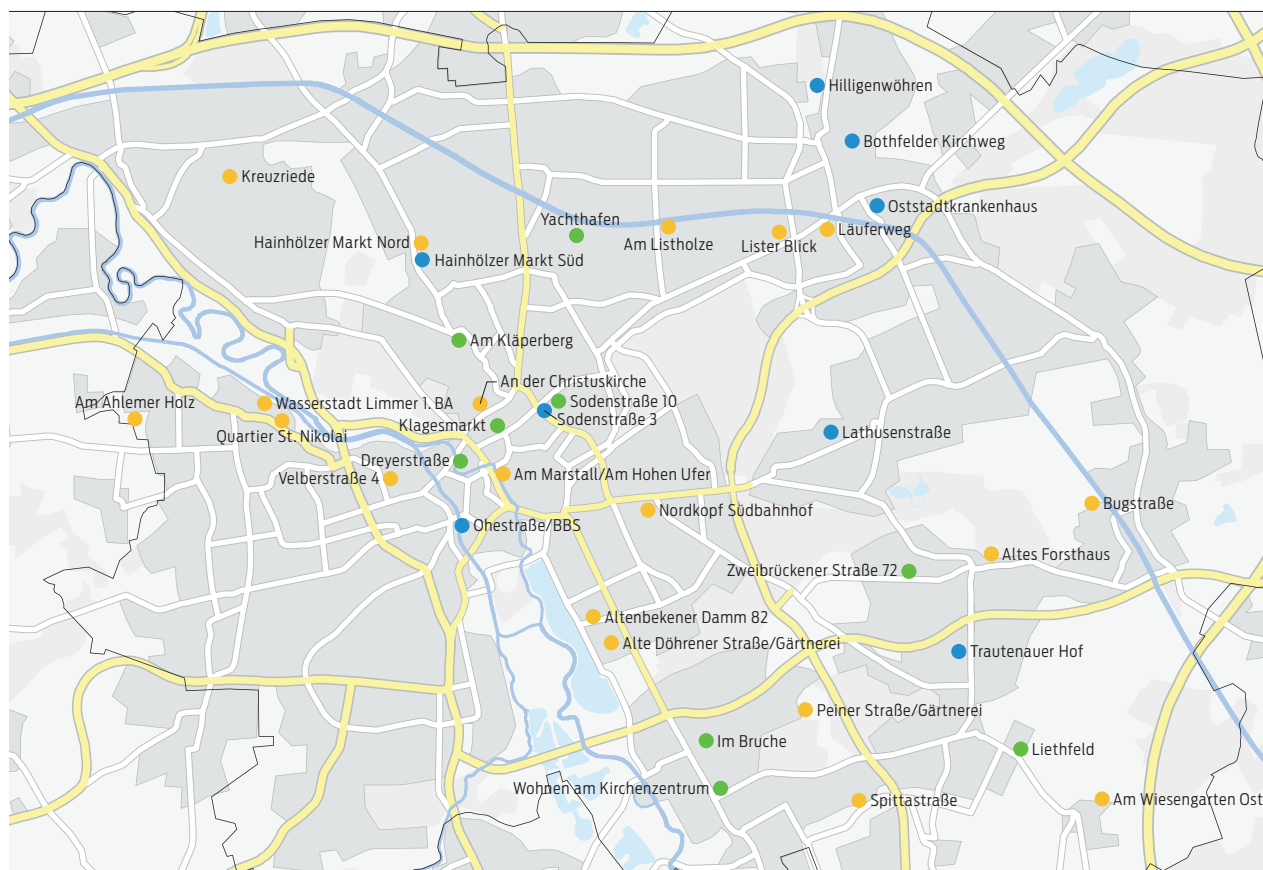 Hilligenwöhren
Bothfelder Kirchweg
Kreuzriede
Oststadtkrankenhaus
Yachthafen
Läuferweg
Hainhölzer Markt Nord
Am Listholze
Lister Blick
Hainhölzer Markt Süd
Am Kläperberg
An der Christuskirche
Am Ahlemer Holz
Wasserstadt Limmer 1. BA
Sodenstraße 10
Sodenstraße 3
Klagesmarkt
Quartier St. Nikolai
Lathusenstraße
Dreyerstraße
Velberstraße 4
Am Marstall/Am Hohen Ufer
Bugstraße
Nordkopf Südbahnhof
Ohestraße/BBS
Altes Forsthaus
Zweibrückener Straße 72
Altenbekener Damm 82
Alte Döhrener Straße/Gärtnerei
Trautenauer Hof
Peiner Straße/Gärtnerei
Im Bruche
Liethfeld
Wohnen am Kirchenzentrum
Spittastraße
Am Wiesengarten Ost